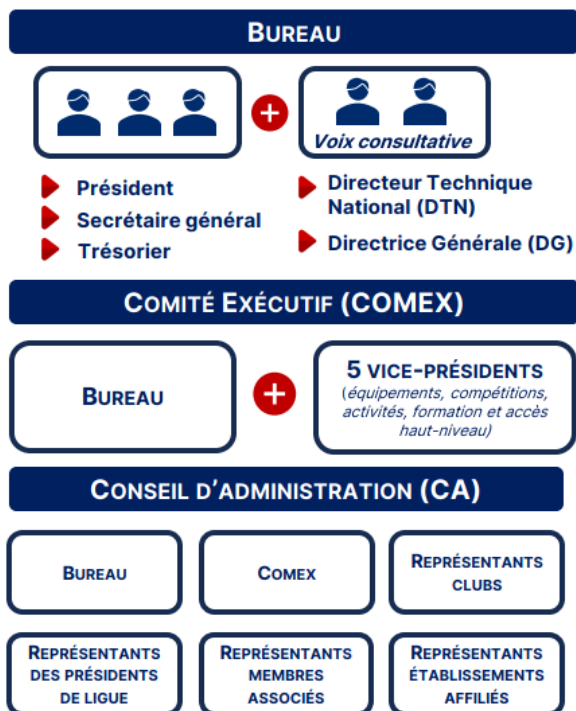 BUREAU
Voix consultative
Président
Secrétaire général
Trésorier
Directeur Technique
National (DTN)
Directrice Générale (DG)
COMITÉ EXÉCUTIF (COMEX)
BUREAU
5 VICE-PRÉSIDENTS
(équipements, compétitions,
activités, formation et accès
haut-niveau)
CONSEIL D'ADMINISTRATION (CA)
BUREAU
COMEX
REPRÉSENTANTS
CLUBS
REPRÉSENTANTS
DES PRÉSIDENTS
DE LIGUE
REPRÉSENTANTS
MEMBRES
ASSOCIÉS
REPRÉSENTANTS
ÉTABLISSEMENTS
AFFILIÉS